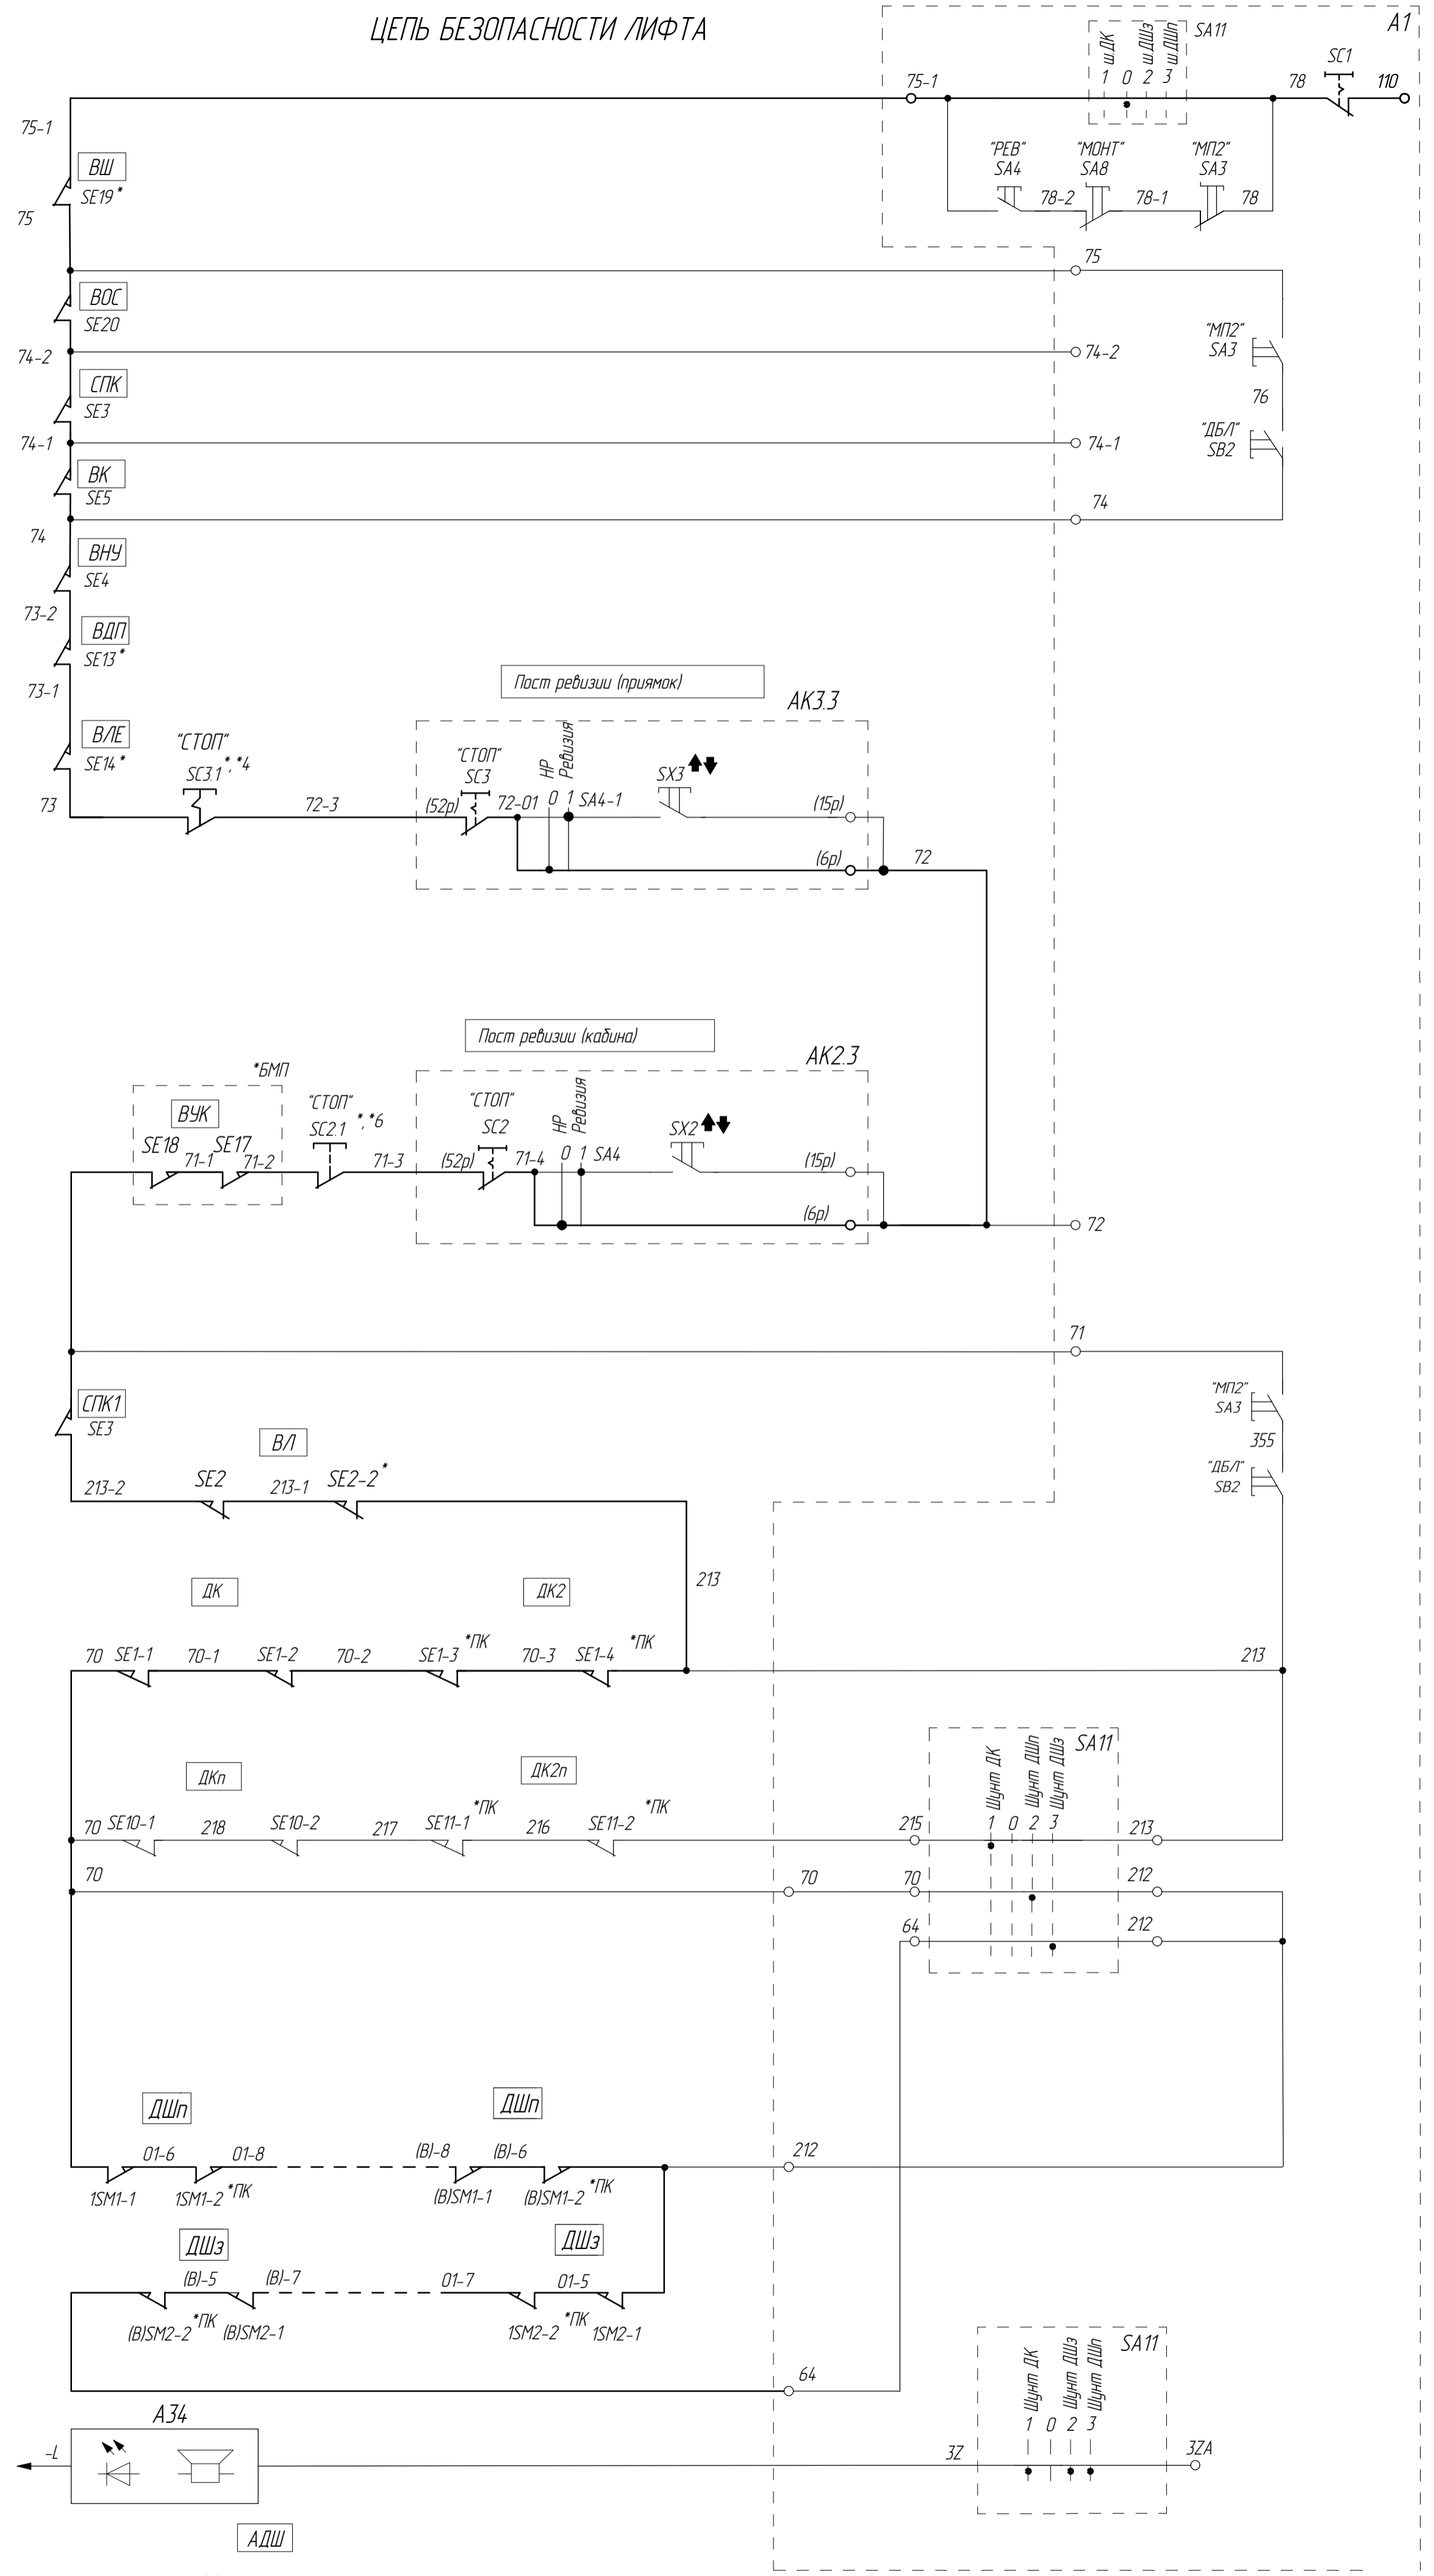 ЦЕПЬ БЕЗОПАСНОСТИ ЛИФТА
А1
SA11
шДК
шДШз
шДШп
1 0 2 3
SC1
75-1
78
110
75-1
ВШ
SE19*
75
"РЕВ"
SA4
78-2
"МОНТ"
SA8
78-1
"МП2"
SA3
78
75
ВОС
SE20
74-2
74-2
"МП2"
SA3
СПК
SE3
76
74-1
74-1
"ДБЛ"
SB2
ВК
SE5
74
74
ВНУ
SE4
73-2
ВДП
SE13*
73-1
Пост ревизии (приямок)
АК3.3
ВЛЕ
SE14*
73
"СТОП"
SC3.1*,*4
72-3
(52р)
"СТОП"
SC3
72-01
НР
Ревизия
0 1 SA4-1
SX3
(15р)
(6р)
72
Пост ревизии (кабина)
АК2.3
*БМП
ВУК
SE18
71-1
SE17
71-2
"СТОП"
SC2.1*,*6
71-3
(52р)
"СТОП"
SC2
71-4
НР
Ревизия
0 1 SA4
SX2
(15р)
(6р)
72
71
СПК1
SE3
"МП2"
SA3
355
ВЛ
213-2
SE2
213-1
SE2-2*
"ДБЛ"
SB2
ДК
ДК2
213
70
SE1-1
70-1
SE1-2
70-2
SE1-3
*ПК
70-3
SE1-4
*ПК
213
ДКп
ДК2п
SA11
Шунт ДК
Шунт ДШп
Шунт ДШз
1 0 2 3
70
SE10-1
218
SE10-2
217
SE11-1
*ПК
216
SE11-2
*ПК
215
213
70
70
70
212
64
212
ДШп
ДШп
01-6
01-8
(В)-8
(В)-6
212
1SM1-1
1SM1-2
*ПК
(В)SM1-1
(В)SM1-2
*ПК
ДШз
ДШз
(В)-5
(В)-7
01-7
01-5
(В)SM2-2
*ПК
(В)SM2-1
1SM2-2
*ПК
1SM2-1
64
SA11
Шунт ДК
Шунт ДШз
Шунт ДШп
1 0 2 3
А34
-L
3Z
3ZA
АДШ